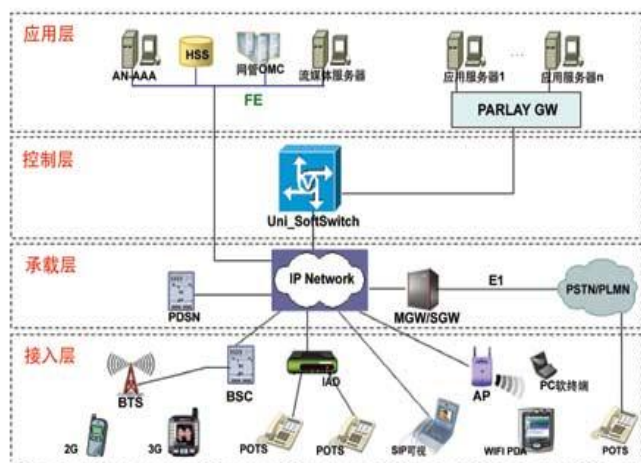 应用层
AN-AAA
HSS
网管OMC
流媒体服务器
应用服务器1
...
应用服务器n
FE
PARLAY GW
控制层
Uni_SoftSwitch
承载层
IP Network
PDSN
MGW/SGW
E1
PSTN/PLMN
接入层
BTS
BSC
IAD
AP
PC软终端
2G
3G
POTS
POTS
SIP可视
WIFI PDA
POTS